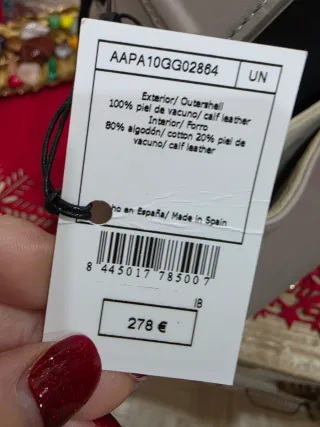 AAPA10GG02864 UN
Exterior/ Outershell
100% piel de vacuno/ calf leather
Interior/ Forro
80% algodón/ cotton 20% piel de
vacuno/ calf leather
ho en España/ Made in Spain
8 445017 785007
IB
278 €